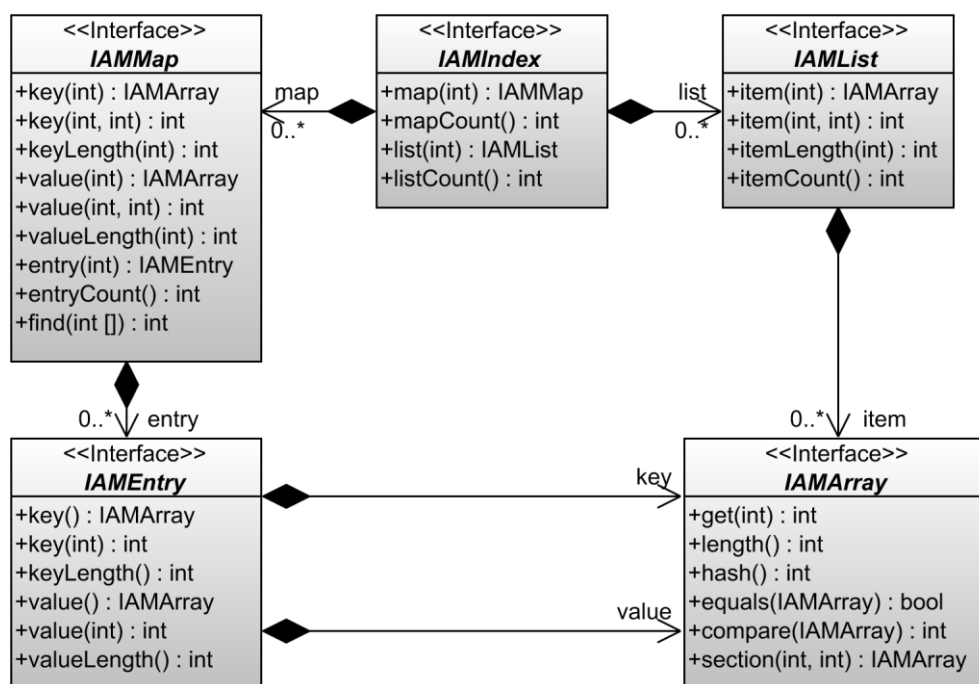 <<Interface>>
IAMMap
+key(int) : IAMArray
+key(int, int) : int
+keyLength(int) : int
+value(int) : IAMArray
+value(int, int) : int
+valueLength(int) : int
+entry(int) : IAMEntry
+entryCount() : int
+find(int []) : int
map
0..*
<<Interface>>
IAMIndex
+map(int) : IAMMap
+mapCount() : int
+list(int) : IAMList
+listCount() : int
list
0..*
<<Interface>>
IAMList
+item(int) : IAMArray
+item(int, int) : int
+itemLength(int) : int
+itemCount() : int
0..* entry
0..* item
<<Interface>>
IAMEntry
+key() : IAMArray
+key(int) : int
+keyLength() : int
+value() : IAMArray
+value(int) : int
+valueLength() : int
key
value
<<Interface>>
IAMArray
+get(int) : int
+length() : int
+hash() : int
+equals(IAMArray) : bool
+compare(IAMArray) : int
+section(int, int) : IAMArray